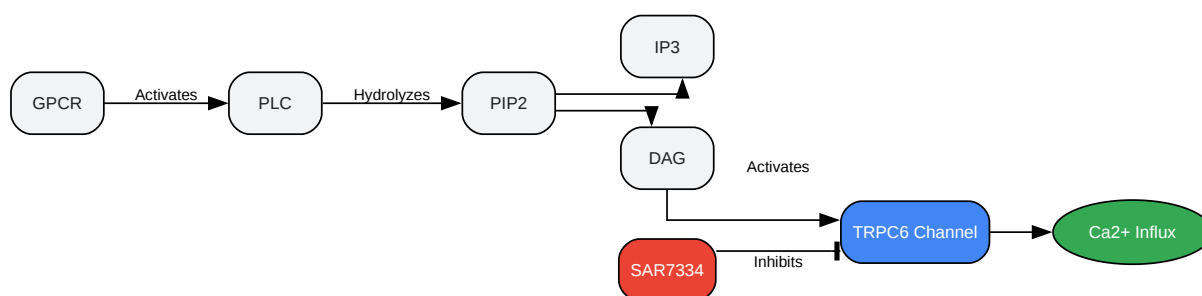 IP3
GPCR
Activates
PLC
Hydrolyzes
PIP2
DAG
Activates
TRPC6 Channel
Ca2+ Influx
SAR7334
Inhibits